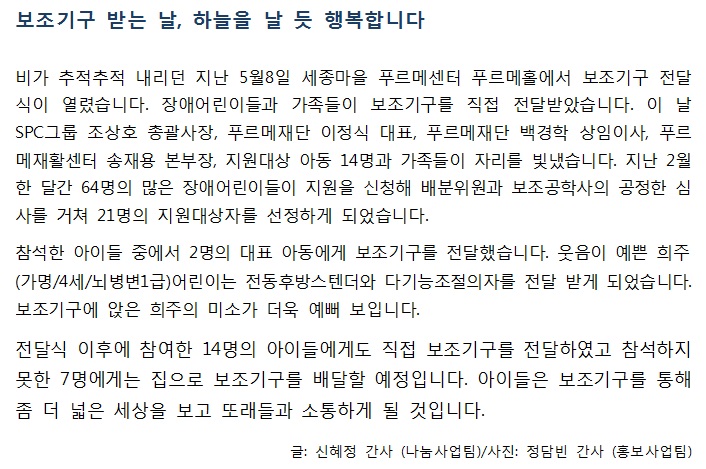 보조기구 받는 날, 하늘을 날 듯 행복합니다
비가 추적추적 내리던 지난 5월8일 세종마을 푸르메센터 푸르메홀에서 보조기구 전달
식이 열렸습니다. 장애어린이들과 가족들이 보조기구를 직접 전달받았습니다. 이 날
SPC그룹 조상호 총괄사장, 푸르메재단 이정식 대표, 푸르메재단 백경학 상임이사, 푸르
메재활센터 송재용 본부장, 지원대상 아동 14명과 가족들이 자리를 빛냈습니다. 지난 2월
한 달간 64명의 많은 장애어린이들이 지원을 신청해 배분위원과 보조공학사의 공정한 심
사를 거쳐 21명의 지원대상자를 선정하게 되었습니다.
참석한 아이들 중에서 2명의 대표 아동에게 보조기구를 전달했습니다. 웃음이 예쁜 희주
(가명/4세/뇌병변1급)어린이는 전동후방스텐더와 다기능조절의자를 전달 받게 되었습니다.
보조기구에 앉은 희주의 미소가 더욱 예뻐 보입니다.
전달식 이후에 참여한 14명의 아이들에게도 직접 보조기구를 전달하였고 참석하지
못한 7명에게는 집으로 보조기구를 배달할 예정입니다. 아이들은 보조기구를 통해
좀 더 넓은 세상을 보고 또래들과 소통하게 될 것입니다.
글: 신혜정 간사 (나눔사업팀)/사진: 정담빈 간사 (홍보사업팀)